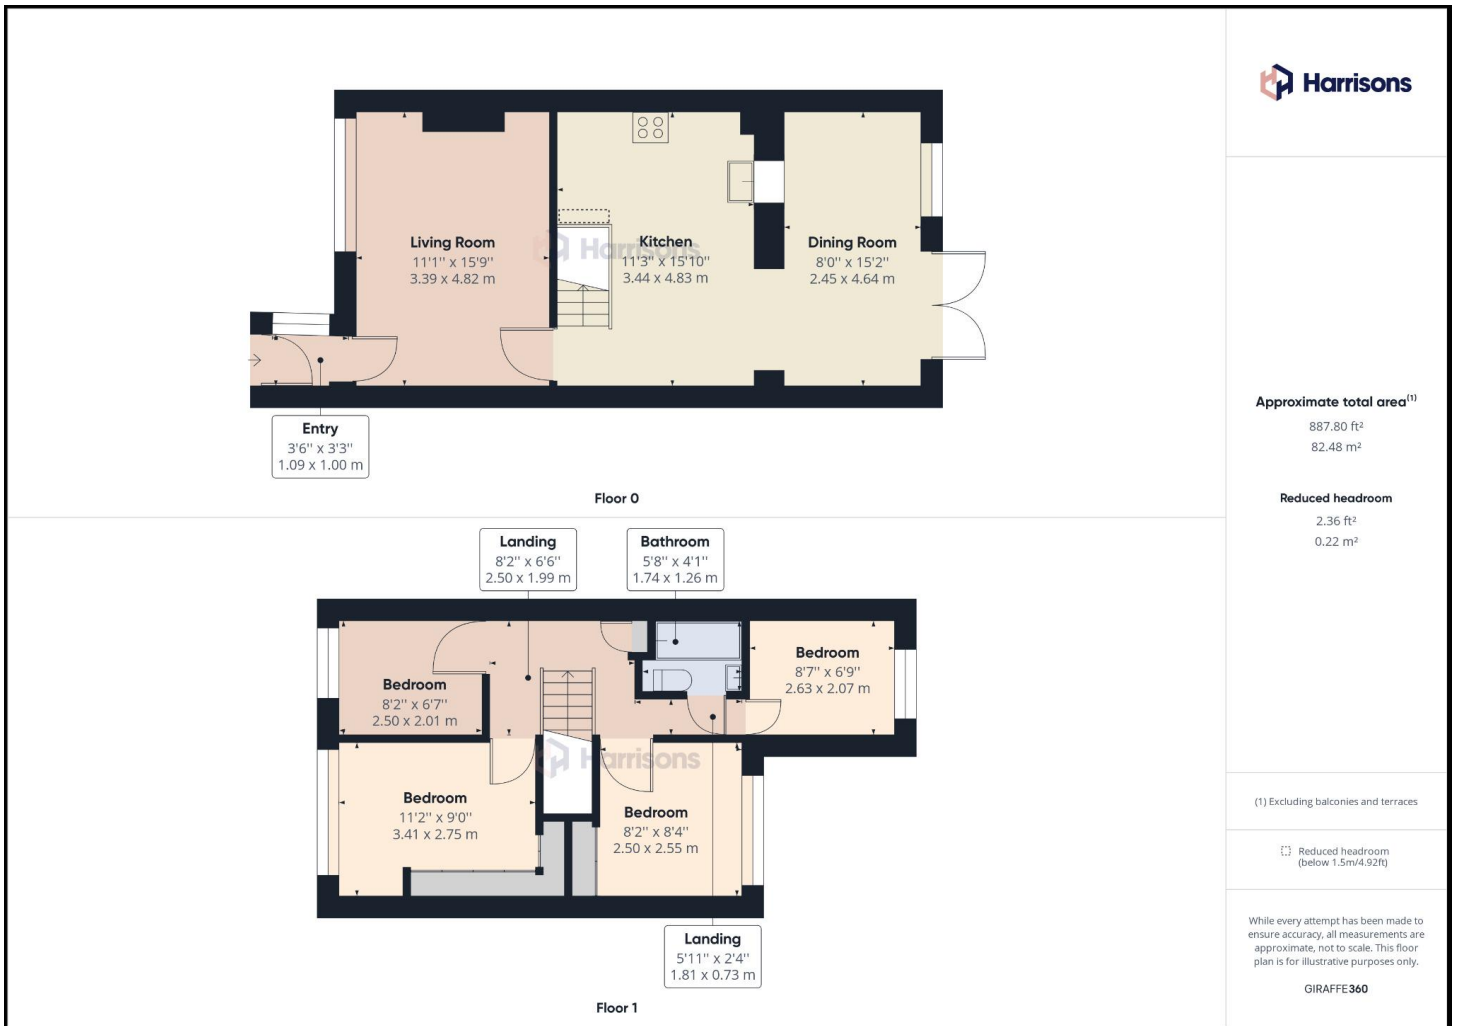 Harrisons
Living Room
11'1'' x 15'9''
3.39 x 4.82 m
Harrisons
Kitchen
11'3'' x 15'10''
3.44 x 4.83 m
Dining Room
8'0'' x 15'2''
2.45 x 4.64 m
Entry
3'6'' x 3'3''
1.09 x 1.00 m
Floor 0
Landing
8'2'' x 6'6''
2.50 x 1.99 m
Bathroom
5'8'' x 4'1''
1.74 x 1.26 m
Bedroom
8'2'' x 6'7''
2.50 x 2.01 m
Bedroom
8'7'' x 6'9''
2.63 x 2.07 m
Harrisons
Bedroom
11'2'' x 9'0''
3.41 x 2.75 m
Bedroom
8'2'' x 8'4''
2.50 x 2.55 m
Landing
5'11'' x 2'4''
1.81 x 0.73 m
Floor 1
Approximate total area(1)
887.80 ft²
82.48 m²
Reduced headroom
2.36 ft²
0.22 m²
(1) Excluding balconies and terraces
Reduced headroom
(below 1.5m/4.92ft)
While every attempt has been made to
ensure accuracy, all measurements are
approximate, not to scale. This floor
plan is for illustrative purposes only.
GIRAFFE360